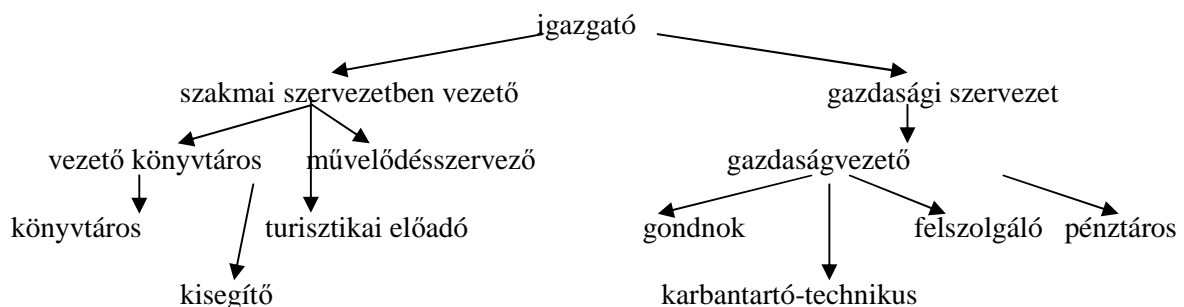 igazgató
szakmai szervezetben vezető gazdasági szervezet
vezető könyvtáros művelődésszervező gazdaságvezető
könyvtáros turisztikai előadó gondnok felszolgáló pénztáros
kisegítő karbantartó-technikus